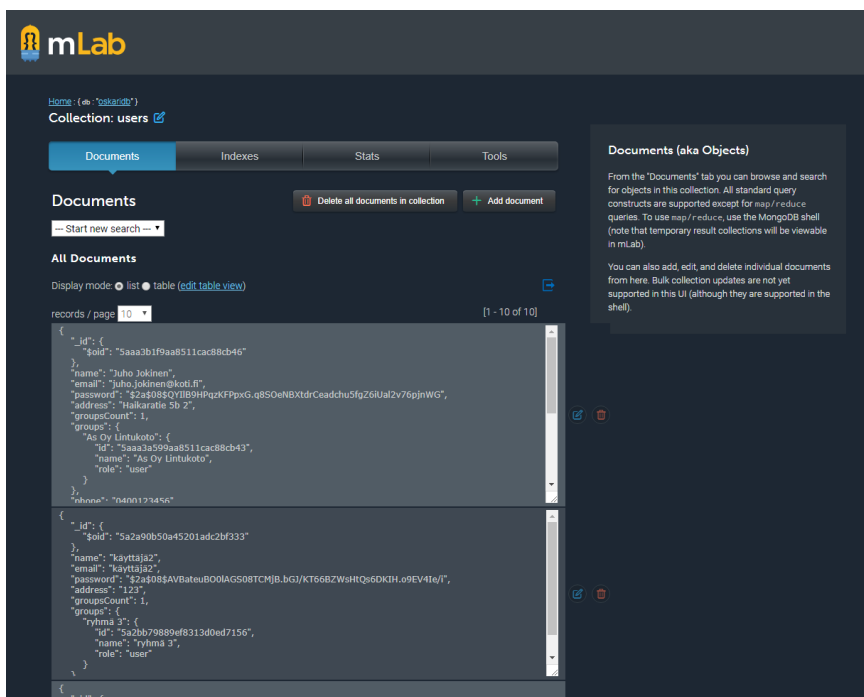 mLab
Home : { db : "oskaridb" }
Collection: users
Documents
Indexes
Stats
Tools
Documents
Delete all documents in collection
Add document
--- Start new search ---
All Documents
Display mode: list table (edit table view)
records / page 10
[1 - 10 of 10]
{
"_id": {
"$oid": "5aaa3b1f9aa8511cac88cb46"
},
"name": "Juho Jokinen",
"email": "juho.jokinen@koti.fi",
"password": "$2a$08$QYIlB9HPqzKFPpxG.q8SOeNBXtdrCeadchu5fgZ6iUal2v76pjnWG",
"address": "Haikaratie 5b 2",
"groupsCount": 1,
"groups": {
"As Oy Lintukoto": {
"id": "5aaa3a599aa8511cac88cb43",
"name": "As Oy Lintukoto",
"role": "user"
}
},
"phone": "0400123456"
{
"_id": {
"$oid": "5a2a90b50a45201adc2bf333"
},
"name": "käyttäjä2",
"email": "käyttäjä2",
"password": "$2a$08$AVBateuBO0lAGS08TCMjB.bGJ/KT66BZWsHtQs6DKIH.o9EV4Ie/i",
"address": "123",
"groupsCount": 1,
"groups": {
"ryhmä 3": {
"id": "5a2bb79889ef8313d0ed7156",
"name": "ryhmä 3",
"role": "user"
}
}
{
Documents (aka Objects)
From the "Documents" tab you can browse and search
for objects in this collection. All standard query
constructs are supported except for map/reduce
queries. To use map/reduce, use the MongoDB shell
(note that temporary result collections will be viewable
in mLab).
You can also add, edit, and delete individual documents
from here. Bulk collection updates are not yet
supported in this UI (although they are supported in the
shell).